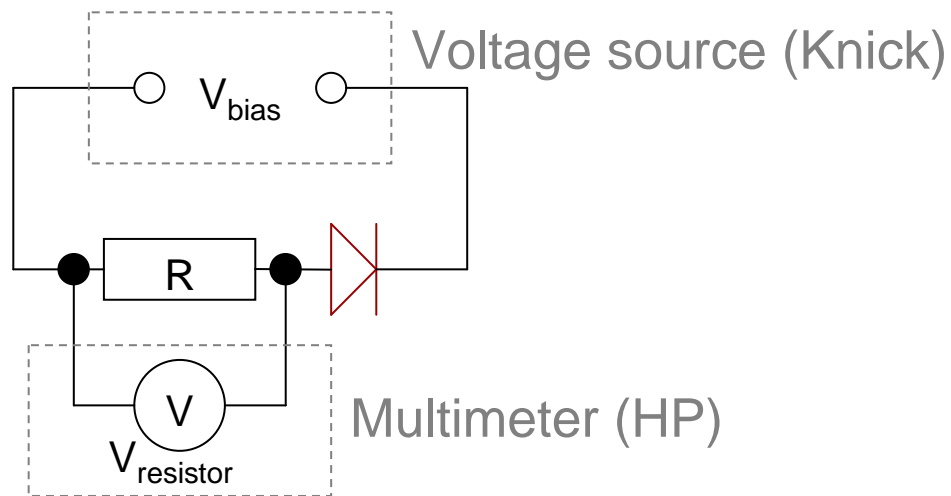 Voltage source (Knick)
Vbias
R
V
Vresistor
Multimeter (HP)